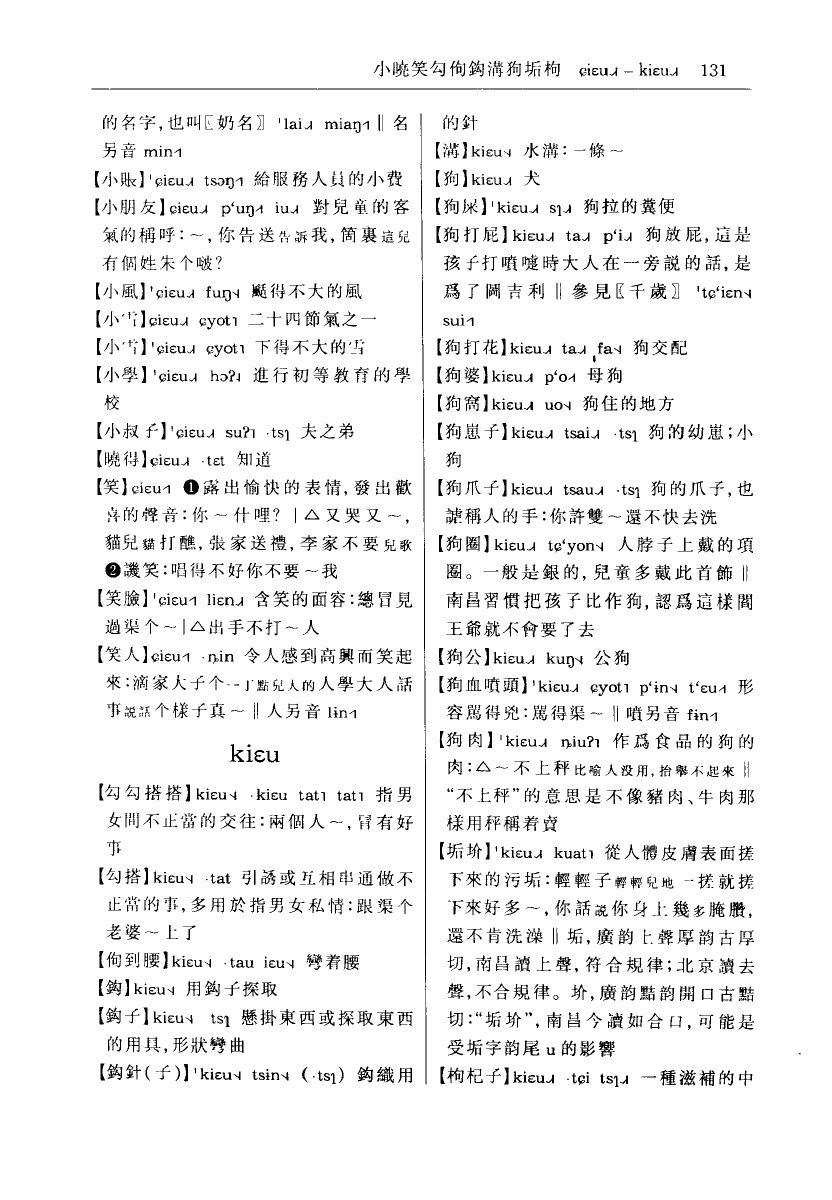 小曉笑勾佝鈎溝狗垢枸 ɕiɛu˩˧ – kiɛu˩˧ 131
的名字,也叫〖奶名〗 ˈlai˩˧ miaŋ˧˥‖名
另音 min˧˥
【小賬】ˈɕiɛu˩˧ tsɔŋ˧˥ 給服務人員的小費
【小朋友】ɕiɛu˩˧ pʻuŋ˧˥ iu˩˧ 對兒童的客
氣的稱呼:～,你告送告訴我,箇裏這兒
有個姓朱个啵?
【小風】ˈɕiɛu˩˧ fuŋ˦˨ 颳得不大的風
【小雪】ɕiɛu˩˧ ɕyot˥ 二十四節氣之一
【小雪】ˈɕiɛu˩˧ ɕyot˥ 下得不大的雪
【小學】ˈɕiɛu˩˧ hɔʔ˨˩ 進行初等教育的學
校
【小叔子】ˈɕiɛu˩˧ suʔ˥ ·tsɿ 夫之弟
【曉得】ɕiɛu˩˧ ·tɛt 知道
【笑】ɕiɛu˧˥ ❶露出愉快的表情,發出歡
喜的聲音:你～什哩?｜△又哭又～,
貓兒貓打醮,張家送禮,李家不要兒歌
❷譏笑:唱得不好你不要～我
【笑臉】ˈɕiɛu˧˥ liɛn˩˧ 含笑的面容:總冒見
過渠个～｜△出手不打～人
【笑人】ɕiɛu˧˥ ·ȵin 令人感到高興而笑起
來:滴家大子个一丁點兒大的人學大人話
事説話个樣子真～‖人另音 lɨn˧˥
kiɛu
【勾勾搭搭】kiɛu˦˨ ·kiɛu tat˥ tat˥ 指男
女間不正當的交往:兩個人～,冒有好
事
【勾搭】kiɛu˦˨ ·tat 引誘或互相串通做不
正當的事,多用於指男女私情:跟渠个
老婆～上了
【佝到腰】kiɛu˦˨ ·tau iɛu˦˨ 彎着腰
【鈎】kiɛu˦˨ 用鈎子探取
【鈎子】kiɛu˦˨ tsɿ 懸掛東西或探取東西
的用具,形狀彎曲
【鈎針(子)】ˈkiɛu˦˨ tsɨn˦˨ (·tsɿ) 鈎織用
的針
【溝】kiɛu˦˨ 水溝:一條～
【狗】kiɛu˩˧ 犬
【狗屎】ˈkiɛu˩˧ sɿ˩˧ 狗拉的糞便
【狗打屁】kiɛu˩˧ ta˩˧ pʻi˩˧ 狗放屁,這是
孩子打噴嚏時大人在一旁説的話,是
爲了圖吉利‖參見〖千歲〗 ˈtɕʻiɛn˦˨
sui˧˥
【狗打花】kiɛu˩˧ ta˩˧ fa˦˨ 狗交配
【狗婆】kiɛu˩˧ pʻo˧˥ 母狗
【狗窩】kiɛu˩˧ uo˦˨ 狗住的地方
【狗崽子】kiɛu˩˧ tsai˩˧ ·tsɿ 狗的幼崽;小
狗
【狗爪子】kiɛu˩˧ tsau˩˧ ·tsɿ 狗的爪子,也
謔稱人的手:你許雙～還不快去洗
【狗圈】kiɛu˩˧ tɕʻyon˦˨ 人脖子上戴的項
圈。一般是銀的,兒童多戴此首飾‖
南昌習慣把孩子比作狗,認爲這樣閻
王爺就不會要了去
【狗公】kiɛu˩˧ kuŋ˦˨ 公狗
【狗血噴頭】ˈkiɛu˩˧ ɕyot˥ pʻɨn˦˨ tʻɛu˧˥ 形
容罵得兇:罵得渠～‖噴另音 fɨn˧˥
【狗肉】ˈkiɛu˩˧ ȵiuʔ˥ 作爲食品的狗的
肉:△～不上秤比喻人没用,抬舉不起來‖
“不上秤”的意思是不像豬肉、牛肉那
樣用秤稱着賣
【垢圿】ˈkiɛu˩˧ kuat˥ 從人體皮膚表面搓
下來的污垢:輕輕子輕輕兒地一搓就搓
下來好多～,你話説你身上幾多腌臢,
還不肯洗澡‖垢,廣韵上聲厚韵古厚
切,南昌讀上聲,符合規律;北京讀去
聲,不合規律。圿,廣韵黠韵開口古黠
切:“垢圿”,南昌今讀如合口,可能是
受垢字韵尾 u 的影響
【枸杞子】kiɛu˩˧ ·tɕi tsɿ˩˧ 一種滋補的中